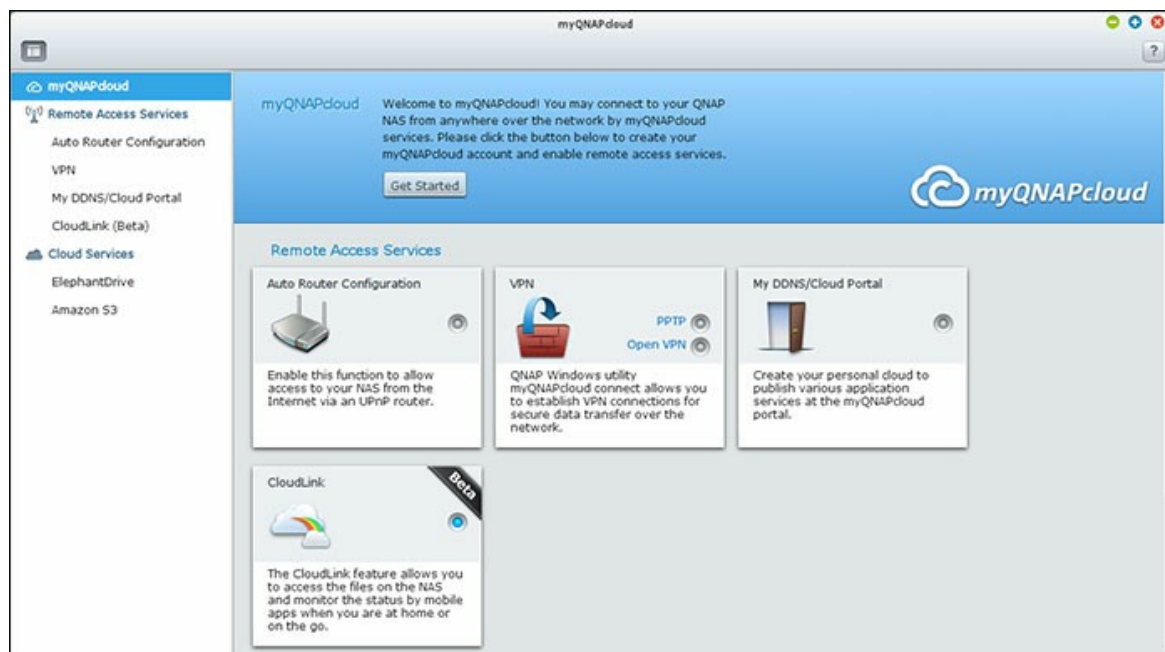 myQNAPcloud
?
myQNAPcloud
Remote Access Services
Auto Router Configuration
VPN
My DDNS/Cloud Portal
CloudLink (Beta)
Cloud Services
ElephantDrive
Amazon S3
myQNAPcloud
Welcome to myQNAPcloud! You may connect to your QNAP
NAS from anywhere over the network by myQNAPcloud
services. Please click the button below to create your
myQNAPcloud account and enable remote access services.
Get Started
myQNAPcloud
Remote Access Services
Auto Router Configuration
Enable this function to allow
access to your NAS from the
Internet via an UPnP router.
VPN
PPTP
Open VPN
QNAP Windows utility
myQNAPcloud connect allows you
to establish VPN connections for
secure data transfer over the
network.
My DDNS/Cloud Portal
Create your personal cloud to
publish various application
services at the myQNAPcloud
portal.
CloudLink
Beta
The CloudLink feature allows you
to access the files on the NAS
and monitor the status by mobile
apps when you are at home or
on the go.